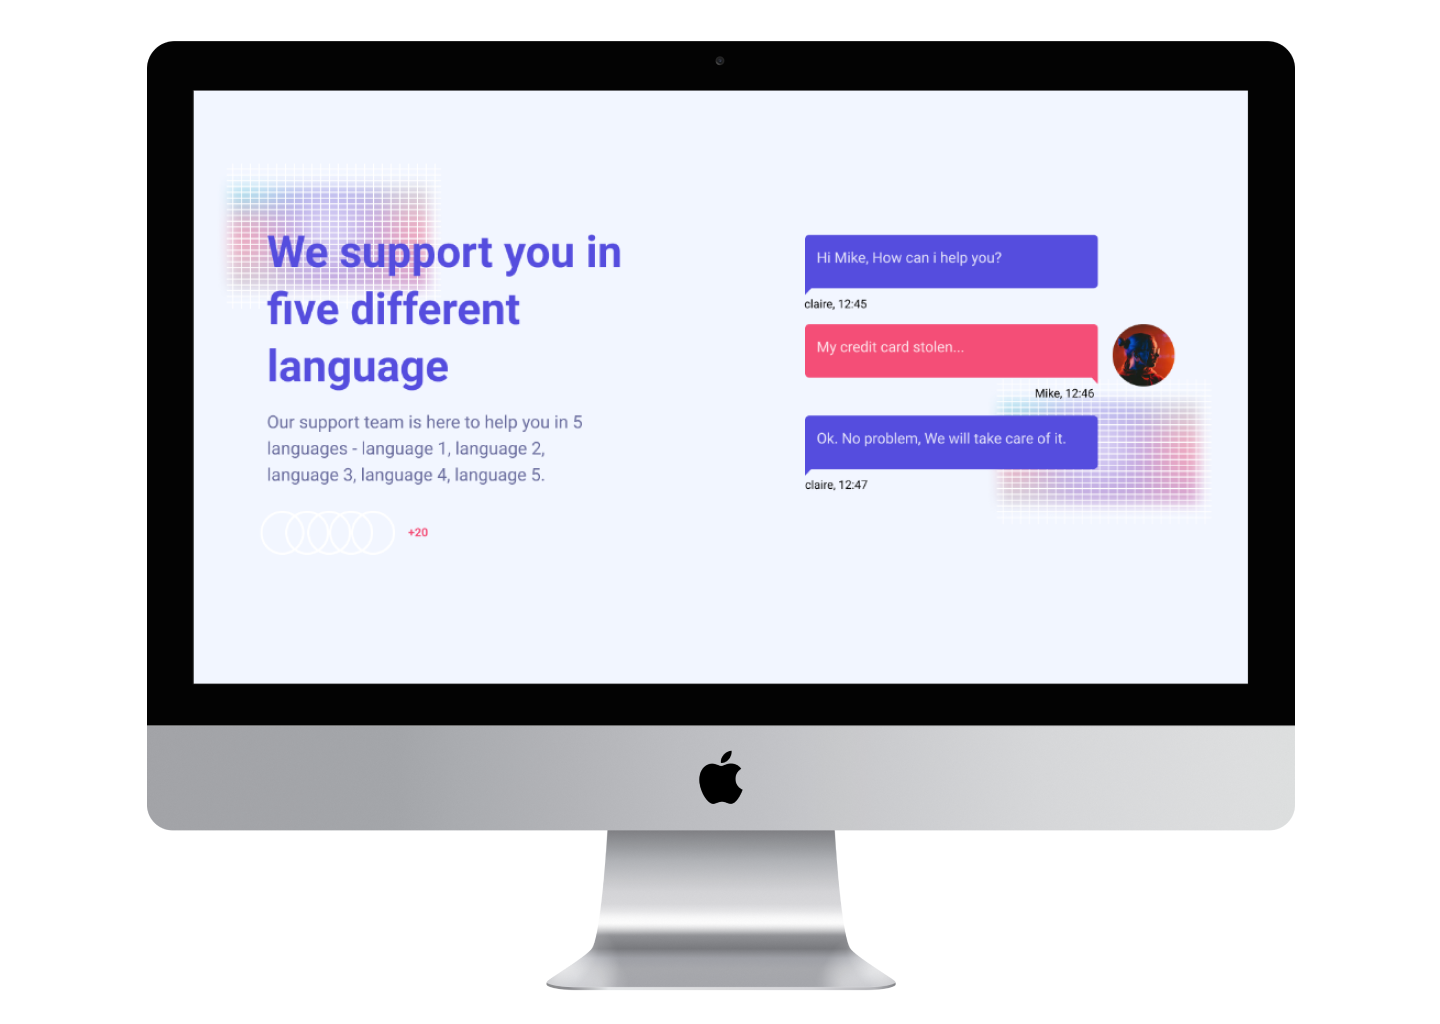 We support you in
five different
language
Our support team is here to help you in 5
languages - language 1, language 2,
language 3, language 4, language 5.
+20
Hi Mike, How can i help you?
claire, 12:45
My credit card stolen...
Mike, 12:46
Ok. No problem, We will take care of it.
claire, 12:47